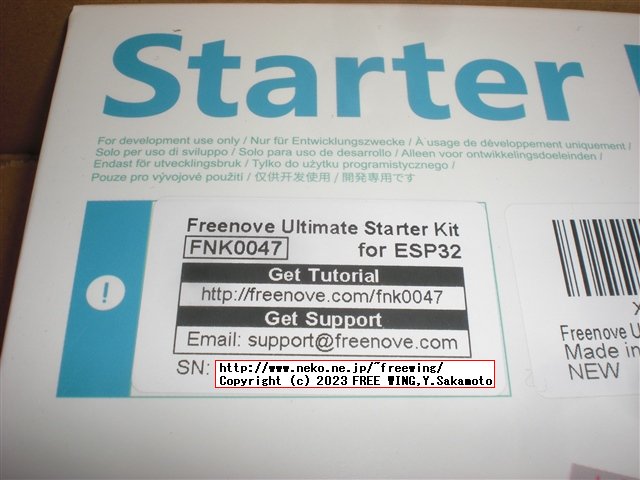 Starter
For development use only / Nur für Entwicklungszwecke / À usage de développement uniquement /
Solo per uso di sviluppo / Solo para uso de desarrollo / Alleen voor ontwikkelingsdoeleinden /
Endast för utvecklingsbruk / Tylko do użytku programistycznego /
Pouze pro vývojové použití / 仅供开发使用 / 開発専用です
Freenove Ultimate Starter Kit
FNK0047 for ESP32
Get Tutorial
http://freenove.com/fnk0047
Get Support
Email: support@freenove.com
SN:
http://www.neko.ne.jp/~freewing/
Copyright (c) 2023 FREE WING,Y.Sakamoto
!
X
Freenove U
Made in
NEW